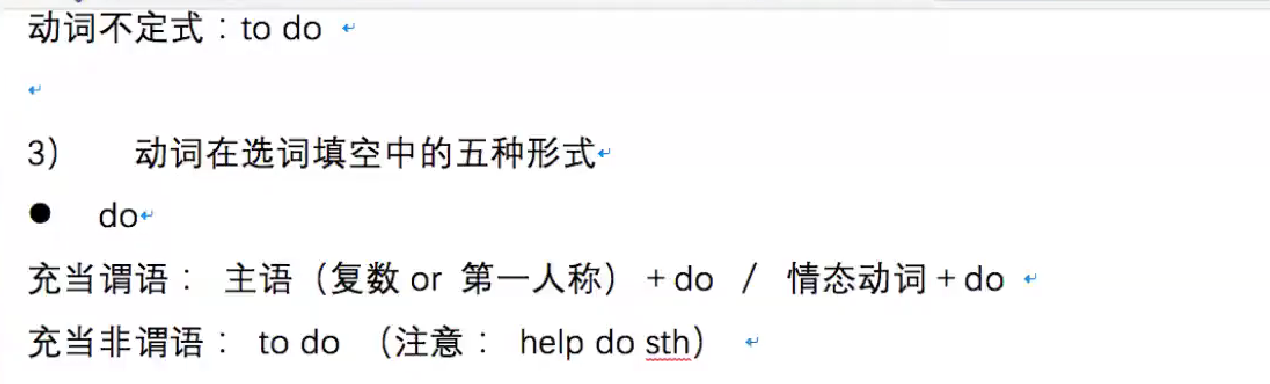 动词不定式：to do
3） 动词在选词填空中的五种形式
● do
充当谓语： 主语（复数 or 第一人称）+do / 情态动词+do
充当非谓语： to do （注意： help do sth）